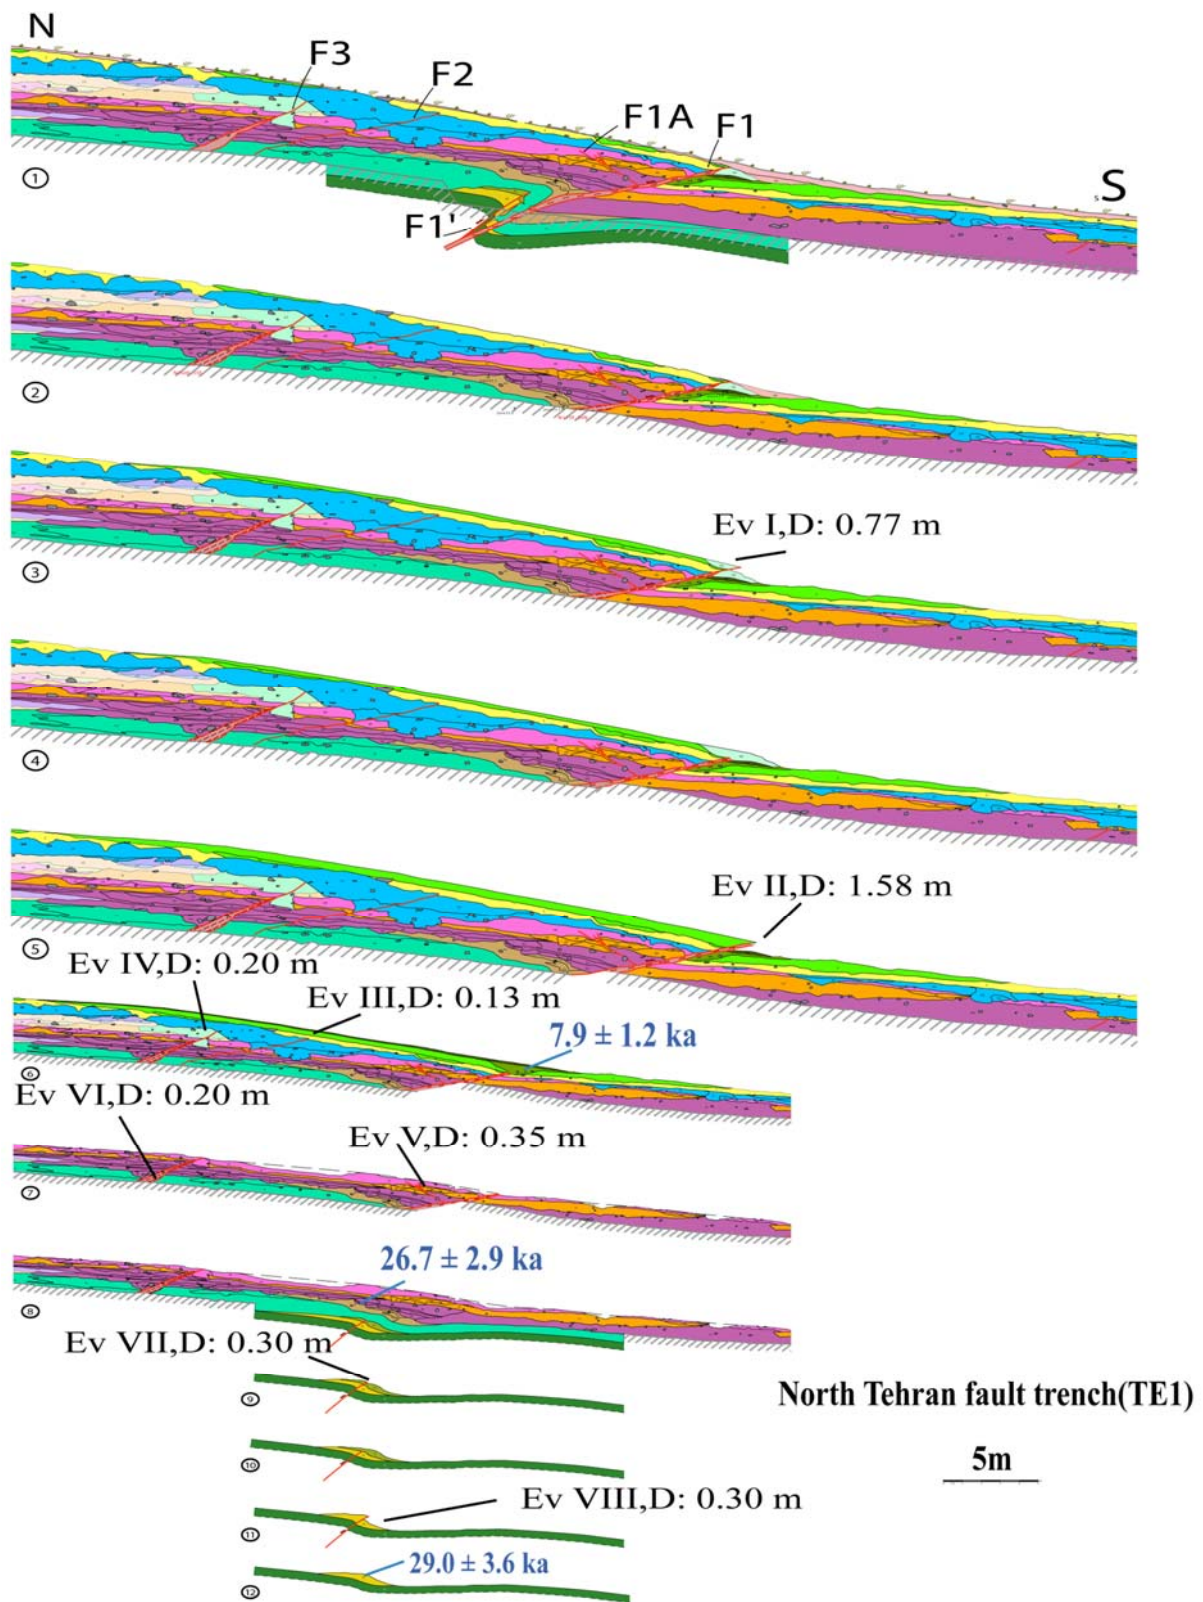 N
F3
F2
F1A
F1
S
s
F1'
1
2
3
Ev I,D: 0.77 m
4
Ev II,D: 1.58 m
5
Ev IV,D: 0.20 m
Ev III,D: 0.13 m
7.9 ± 1.2 ka
6
Ev VI,D: 0.20 m
Ev V,D: 0.35 m
7
26.7 ± 2.9 ka
8
Ev VII,D: 0.30 m
9
North Tehran fault trench(TE1)
10
5m
Ev VIII,D: 0.30 m
11
29.0 ± 3.6 ka
12